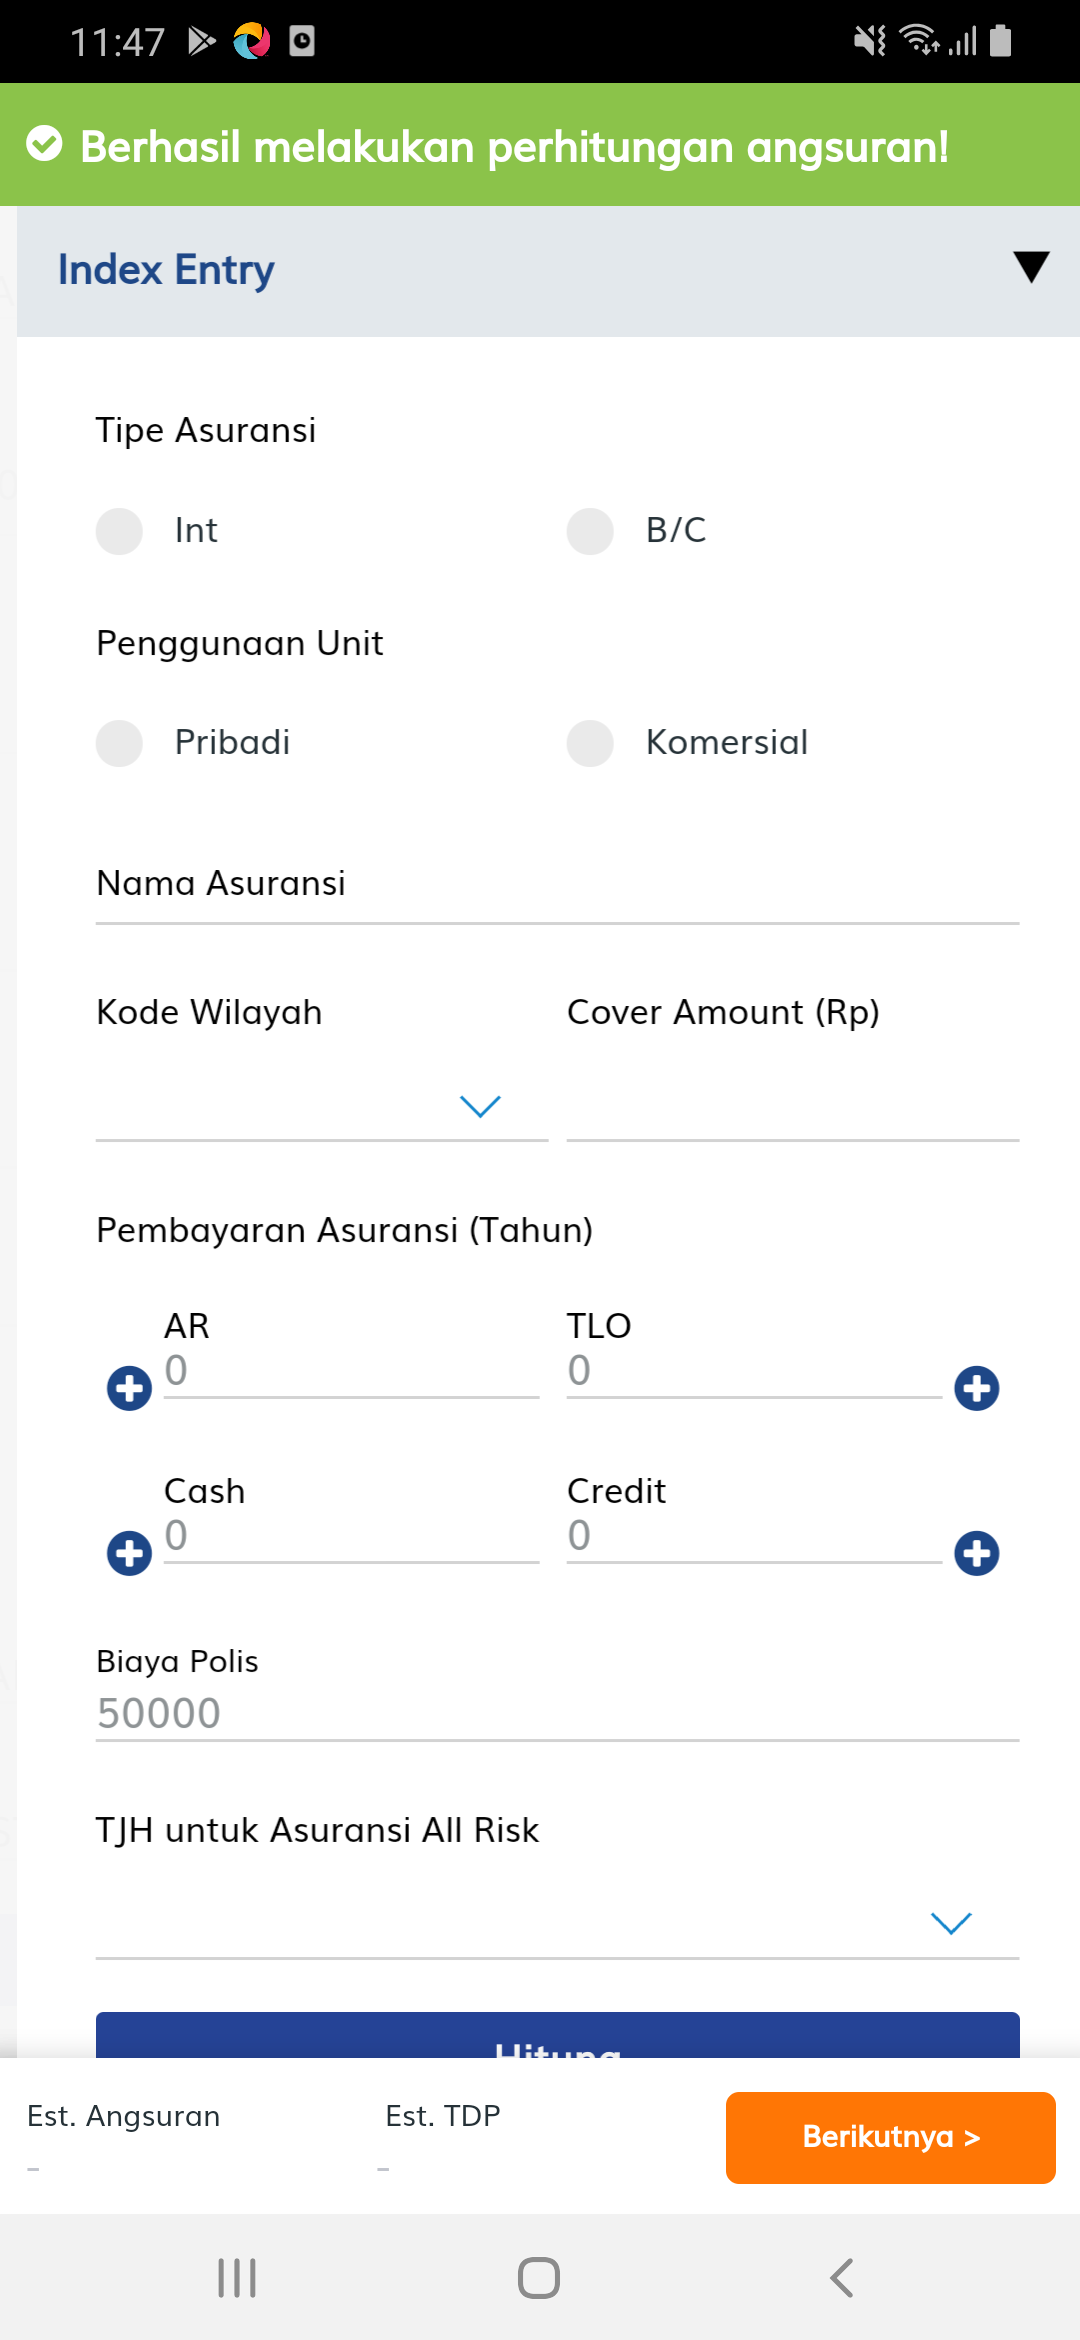 11:47
Berhasil melakukan perhitungan angsuran!
Index Entry
Tipe Asuransi
Int
B/C
Penggunaan Unit
Pribadi
Komersial
Nama Asuransi
Kode Wilayah
Cover Amount (Rp)
Pembayaran Asuransi (Tahun)
AR
TLO
0
0
Cash
Credit
0
0
Biaya Polis
50000
TJH untuk Asuransi All Risk
Hitung
Est. Angsuran
Est. TDP
-
-
Berikutnya >